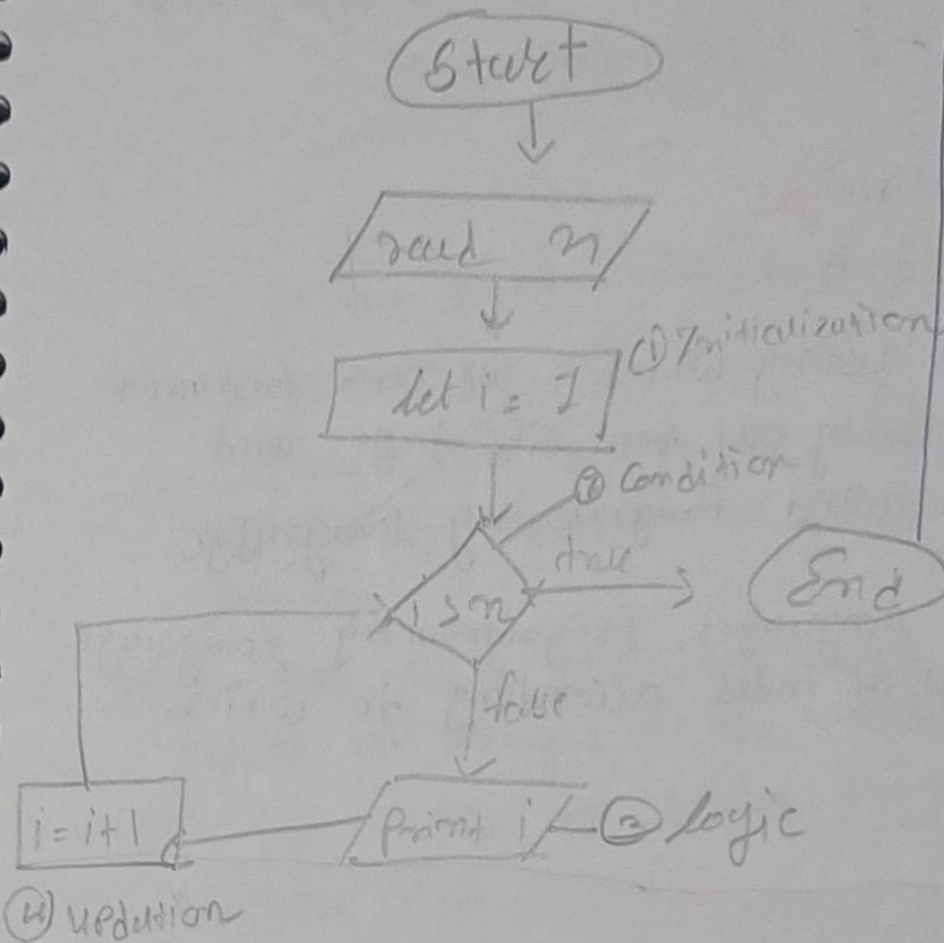 Start
read n
let i = 1
① Initialization
② Condition
i > n
true
End
false
print i
③ logic
i = i+1
④ updation